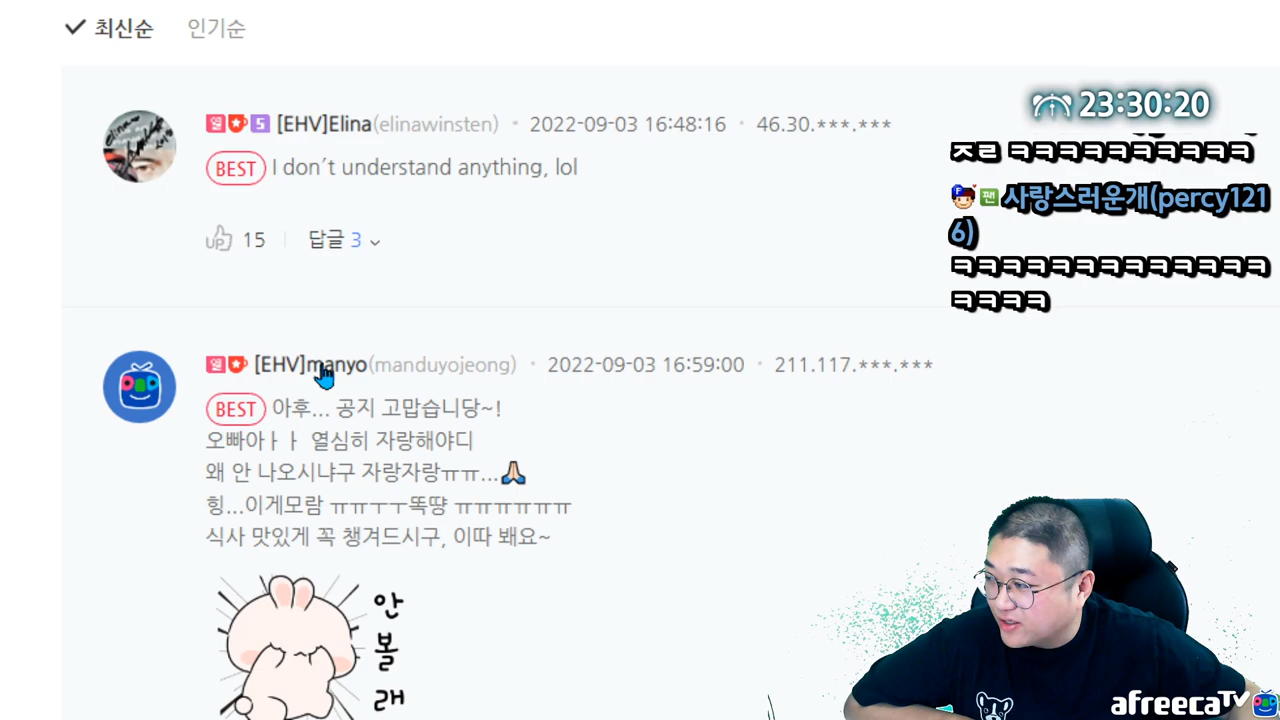 최신순 인기순
23:30:20
열 5 [EHV]Elina(elinawinsten) · 2022-09-03 16:48:16 · 46.30.***.***
BEST I don't understand anything, lol
UP 15 답글 3
ㅈㄹ ㅋㅋㅋㅋㅋㅋㅋㅋㅋㅋ
F 팬 사랑스러운개(percy121
6)
ㅋㅋㅋㅋㅋㅋㅋㅋㅋㅋㅋㅋㅋ
ㅋㅋㅋㅋ
열 [EHV]manyo(manduyojeong) · 2022-09-03 16:59:00 · 211.117.***.***
BEST 아후... 공지 고맙습니당~!
오빠아ㅏㅏ 열심히 자랑해야디
왜 안 나오시냐구 자랑자랑ㅠㅠ...🙏🏻
힝...이게모람 ㅠㅠㅜㅜ똑땽 ㅠㅠㅠㅠㅠㅠ
식사 맛있게 꼭 챙겨드시구, 이따 봬요~
안
볼
래
afreecaTV